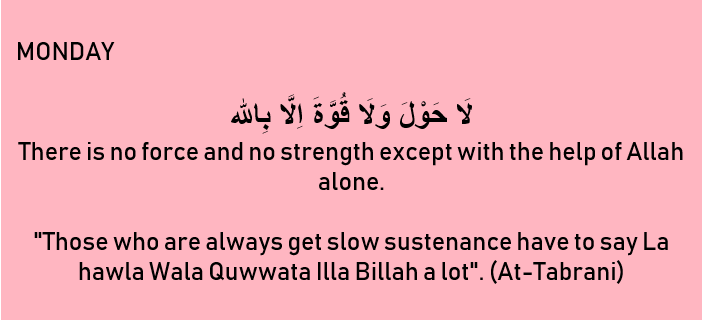 MONDAY
لَا حَوْلَ وَلَا قُوَّةَ اِلَّا بِالله
There is no force and no strength except with the help of Allah
alone.
"Those who are always get slow sustenance have to say La
hawla Wala Quwwata Illa Billah a lot". (At-Tabrani)